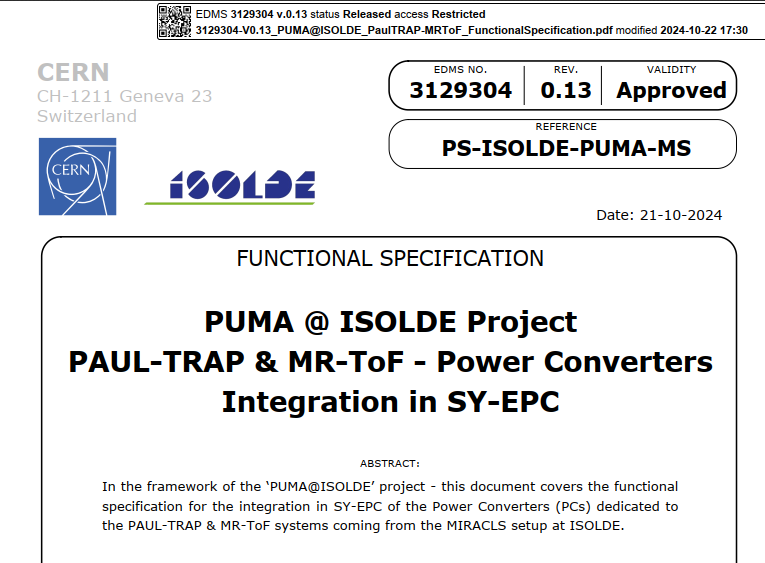 EDMS 3129304 v.0.13 status Released access Restricted
3129304-V0.13_PUMA@ISOLDE_PaulTRAP-MRToF_FunctionalSpecification.pdf modified 2024-10-22 17:30
CERN
CH-1211 Geneva 23
Switzerland
EDMS NO. REV. VALIDITY
3129304 0.13 Approved
REFERENCE
PS-ISOLDE-PUMA-MS
CERN
ISOLDE
Date: 21-10-2024
FUNCTIONAL SPECIFICATION
PUMA @ ISOLDE Project
PAUL-TRAP & MR-ToF - Power Converters
Integration in SY-EPC
ABSTRACT:
In the framework of the ‘PUMA@ISOLDE’ project - this document covers the functional
specification for the integration in SY-EPC of the Power Converters (PCs) dedicated to
the PAUL-TRAP & MR-ToF systems coming from the MIRACLS setup at ISOLDE.